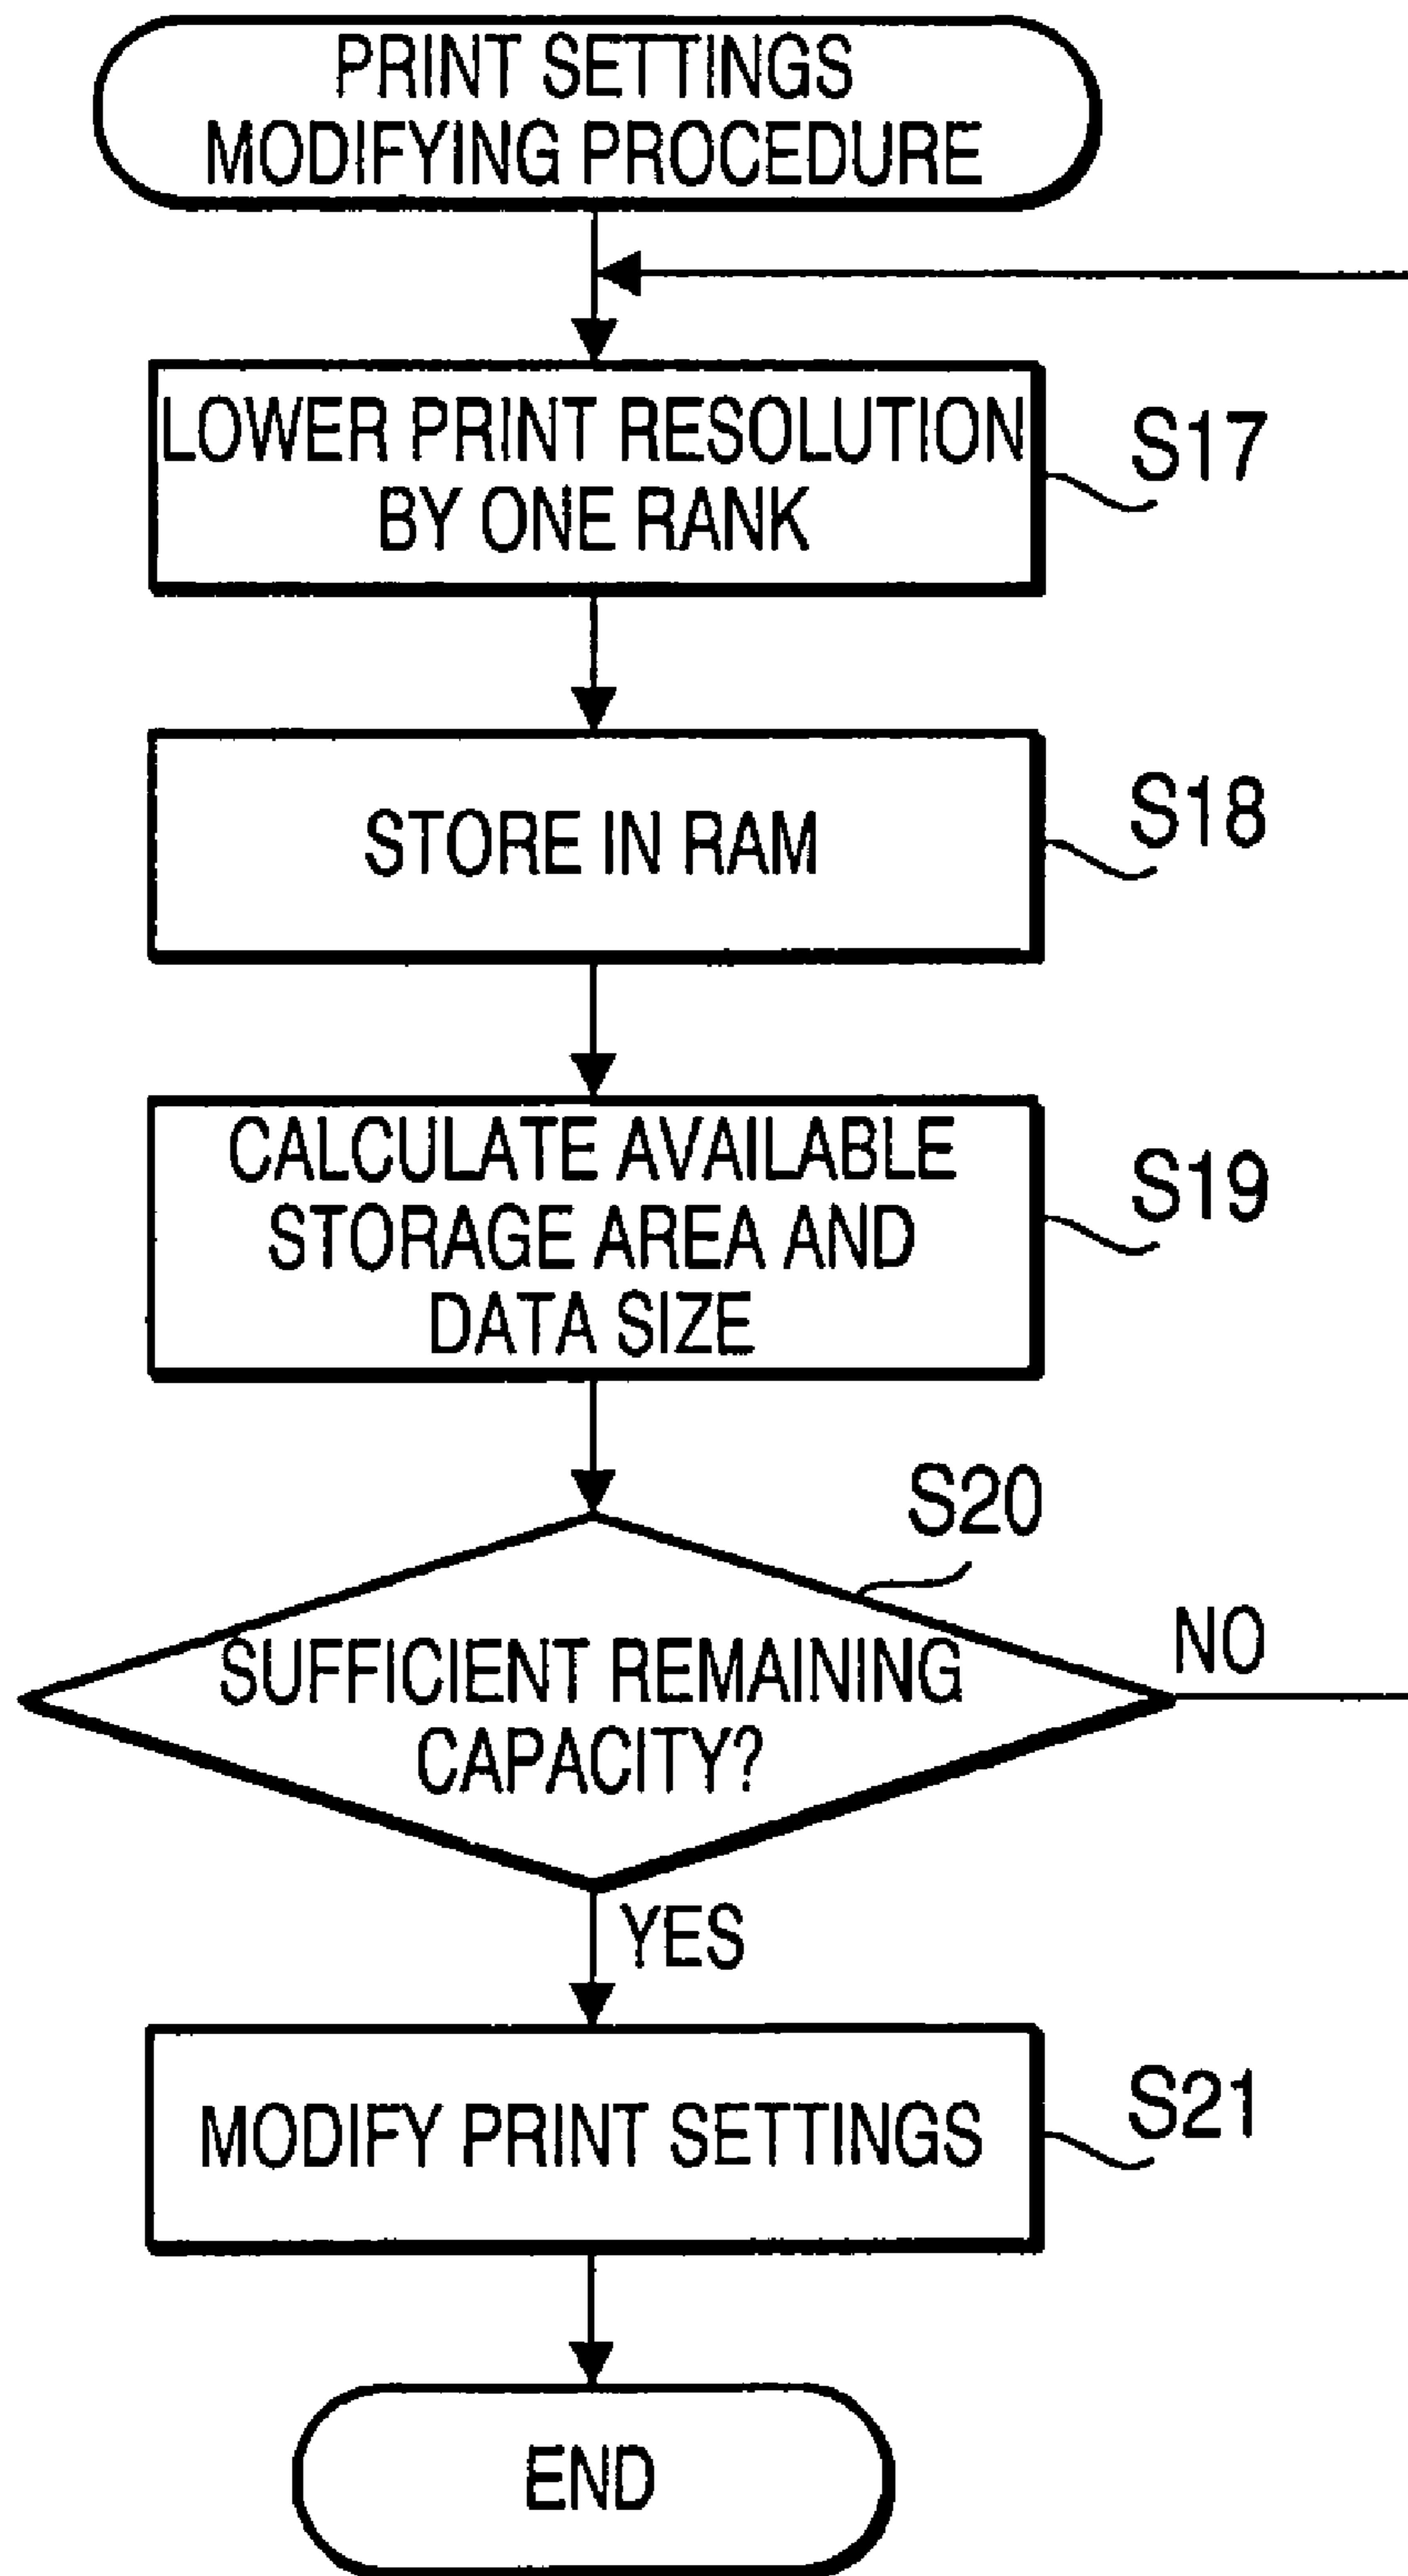 PRINT SETTINGS
MODIFYING PROCEDURE
LOWER PRINT RESOLUTION
BY ONE RANK
S17
STORE IN RAM
S18
CALCULATE AVAILABLE
STORAGE AREA AND
DATA SIZE
S19
S20
SUFFICIENT REMAINING
CAPACITY?
NO
YES
MODIFY PRINT SETTINGS
S21
END